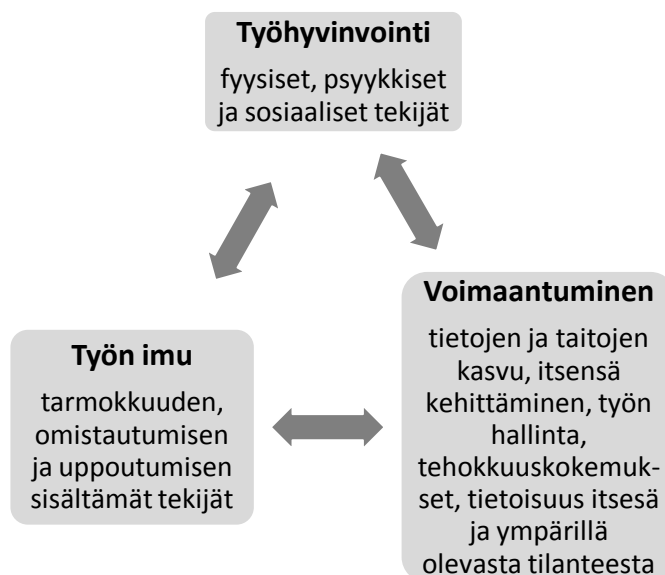 Työhyvinvointi
fyysiset, psyykkiset
ja sosiaaliset tekijät
Työn imu
tarmokkuuden,
omistautumisen
ja uppoutumisen
sisältämät tekijät
Voimaantuminen
tietojen ja taitojen
kasvu, itsensä
kehittäminen, työn
hallinta,
tehokkuuskokemuk-
set, tietoisuus itsesä
ja ympärillä
olevasta tilanteesta